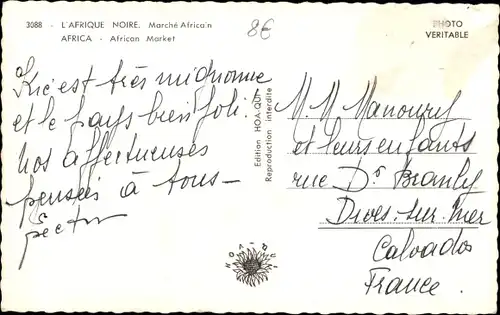 3088 - L'AFRIQUE NOIRE. Marché Africain
AFRICA - African Market
8€
PHOTO
VERITABLE
est très mignonne
et le pays bien joli.
Nos affectueuses
pensées à tous -
Edition HOA-QUI
Reproduction interdite
HOA-QUI
M. M. Manoury
et leurs enfants
rue Dr Branly
Dives-sur-Mer
Calvados
France.